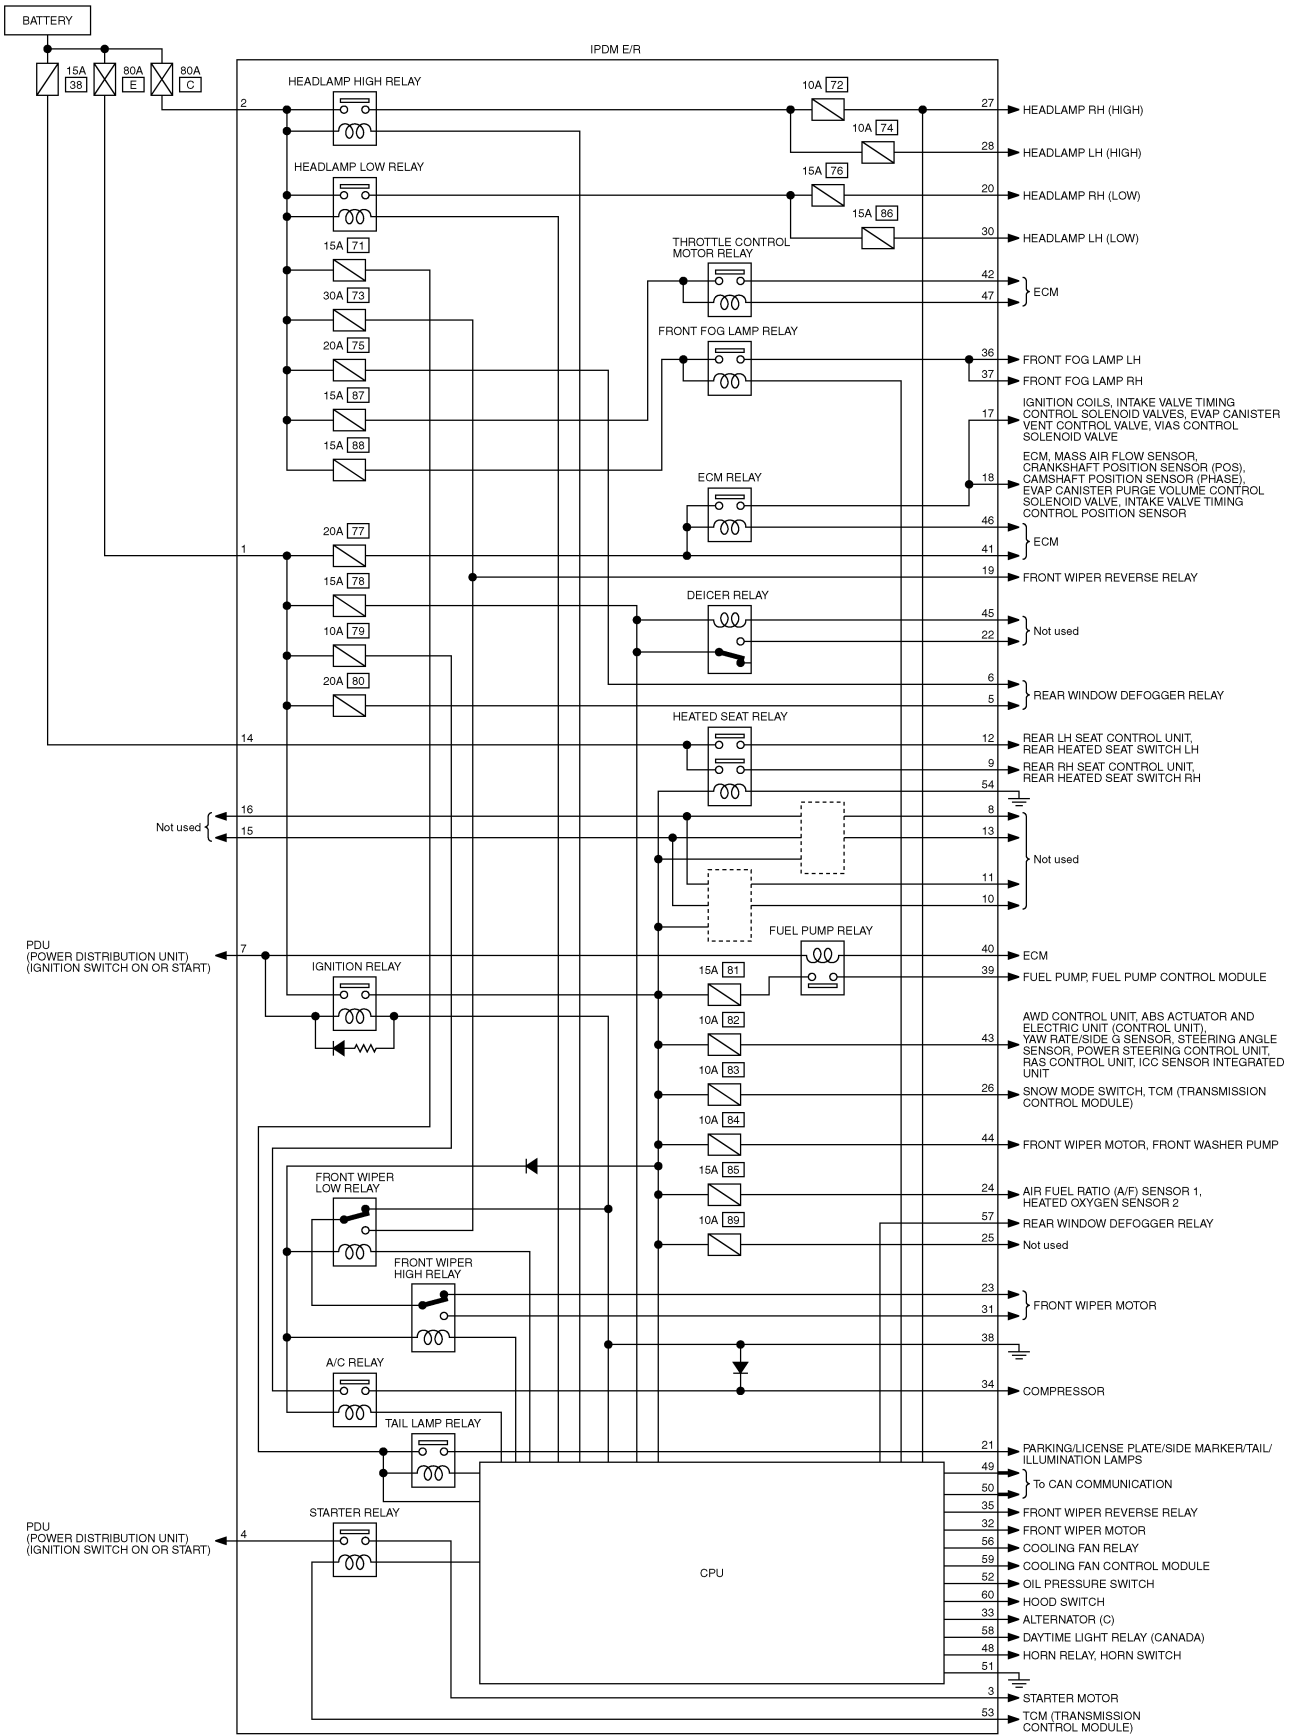 BATTERY
IPDM E/R
15A 38
80A E
80A C
HEADLAMP HIGH RELAY
10A 72
2
27 HEADLAMP RH (HIGH)
10A 74
28 HEADLAMP LH (HIGH)
HEADLAMP LOW RELAY
15A 76
20 HEADLAMP RH (LOW)
15A 86
30 HEADLAMP LH (LOW)
15A 71
THROTTLE CONTROL
MOTOR RELAY
42
47
ECM
30A 73
FRONT FOG LAMP RELAY
20A 75
36 FRONT FOG LAMP LH
37 FRONT FOG LAMP RH
15A 87
17
IGNITION COILS, INTAKE VALVE TIMING
CONTROL SOLENOID VALVES, EVAP CANISTER
VENT CONTROL VALVE, VIAS CONTROL
SOLENOID VALVE
15A 88
ECM RELAY
18
ECM, MASS AIR FLOW SENSOR,
CRANKSHAFT POSITION SENSOR (POS),
CAMSHAFT POSITION SENSOR (PHASE),
EVAP CANISTER PURGE VOLUME CONTROL
SOLENOID VALVE, INTAKE VALVE TIMING
CONTROL POSITION SENSOR
20A 77
46
41
ECM
1
15A 78
19 FRONT WIPER REVERSE RELAY
DEICER RELAY
10A 79
45
22
Not used
20A 80
6
5
REAR WINDOW DEFOGGER RELAY
HEATED SEAT RELAY
14
12
REAR LH SEAT CONTROL UNIT,
REAR HEATED SEAT SWITCH LH
9
REAR RH SEAT CONTROL UNIT,
REAR HEATED SEAT SWITCH RH
54
16
15
Not used
8
13
11
10
Not used
FUEL PUMP RELAY
PDU
(POWER DISTRIBUTION UNIT)
(IGNITION SWITCH ON OR START)
7
40 ECM
IGNITION RELAY
15A 81
39 FUEL PUMP, FUEL PUMP CONTROL MODULE
10A 82
43
AWD CONTROL UNIT, ABS ACTUATOR AND
ELECTRIC UNIT (CONTROL UNIT),
YAW RATE/SIDE G SENSOR, STEERING ANGLE
SENSOR, POWER STEERING CONTROL UNIT,
RAS CONTROL UNIT, ICC SENSOR INTEGRATED
UNIT
10A 83
26
SNOW MODE SWITCH, TCM (TRANSMISSION
CONTROL MODULE)
10A 84
44 FRONT WIPER MOTOR, FRONT WASHER PUMP
15A 85
FRONT WIPER
LOW RELAY
24
AIR FUEL RATIO (A/F) SENSOR 1,
HEATED OXYGEN SENSOR 2
10A 89
57 REAR WINDOW DEFOGGER RELAY
25 Not used
FRONT WIPER
HIGH RELAY
23
31
FRONT WIPER MOTOR
38
A/C RELAY
34 COMPRESSOR
TAIL LAMP RELAY
21
PARKING/LICENSE PLATE/SIDE MARKER/TAIL/
ILLUMINATION LAMPS
49
50
To CAN COMMUNICATION
35 FRONT WIPER REVERSE RELAY
STARTER RELAY
PDU
(POWER DISTRIBUTION UNIT)
(IGNITION SWITCH ON OR START)
4
32 FRONT WIPER MOTOR
56 COOLING FAN RELAY
59 COOLING FAN CONTROL MODULE
CPU
52 OIL PRESSURE SWITCH
60 HOOD SWITCH
33 ALTERNATOR (C)
58 DAYTIME LIGHT RELAY (CANADA)
48 HORN RELAY, HORN SWITCH
51
3 STARTER MOTOR
53
TCM (TRANSMISSION
CONTROL MODULE)